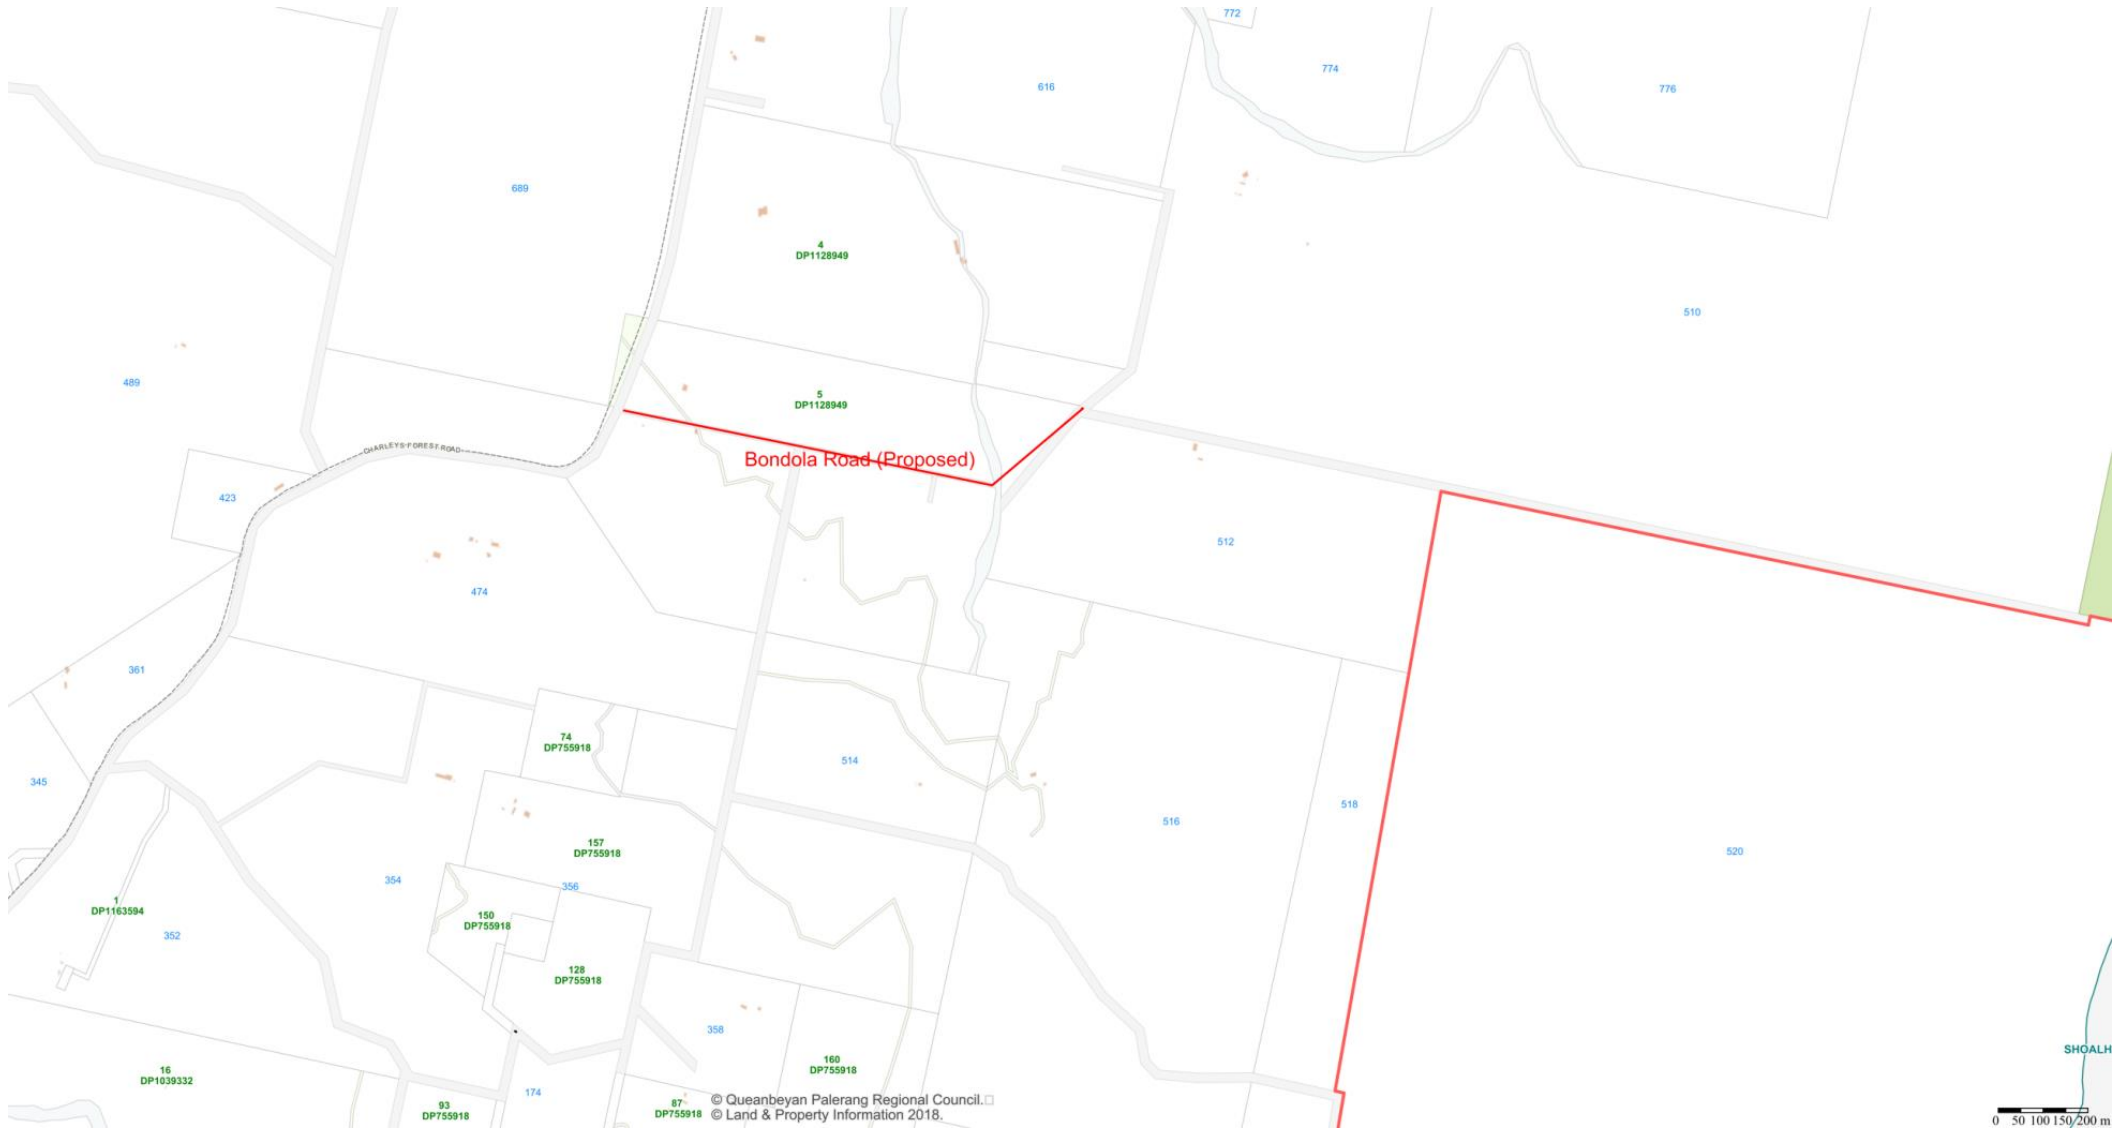 772
774
616
776
689
4
DP1128949
510
489
5
DP1128949
CHARLEYS FOREST ROAD
Bondola Road (Proposed)
423
512
474
361
74
DP755918
514
345
518
516
157
DP755918
520
354
356
1
DP1163594
150
DP755918
352
128
DP755918
358
SHOALH
160
DP755918
16
DP1039332
174
93
DP755918
87
DP755918
© Queanbeyan Palerang Regional Council.
© Land & Property Information 2018.
0 50 100 150 200 m